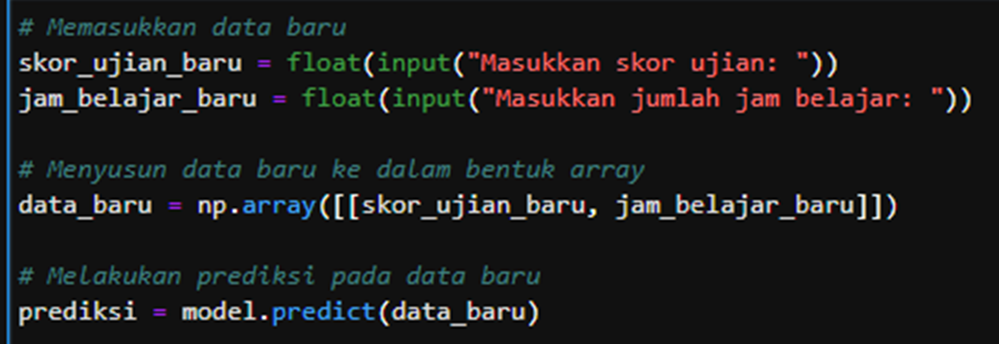 # Memasukkan data baru
skor_ujian_baru = float(input("Masukkan skor ujian: "))
jam_belajar_baru = float(input("Masukkan jumlah jam belajar: "))
# Menyusun data baru ke dalam bentuk array
data_baru = np.array([[skor_ujian_baru, jam_belajar_baru]])
# Melakukan prediksi pada data baru
prediksi = model.predict(data_baru)